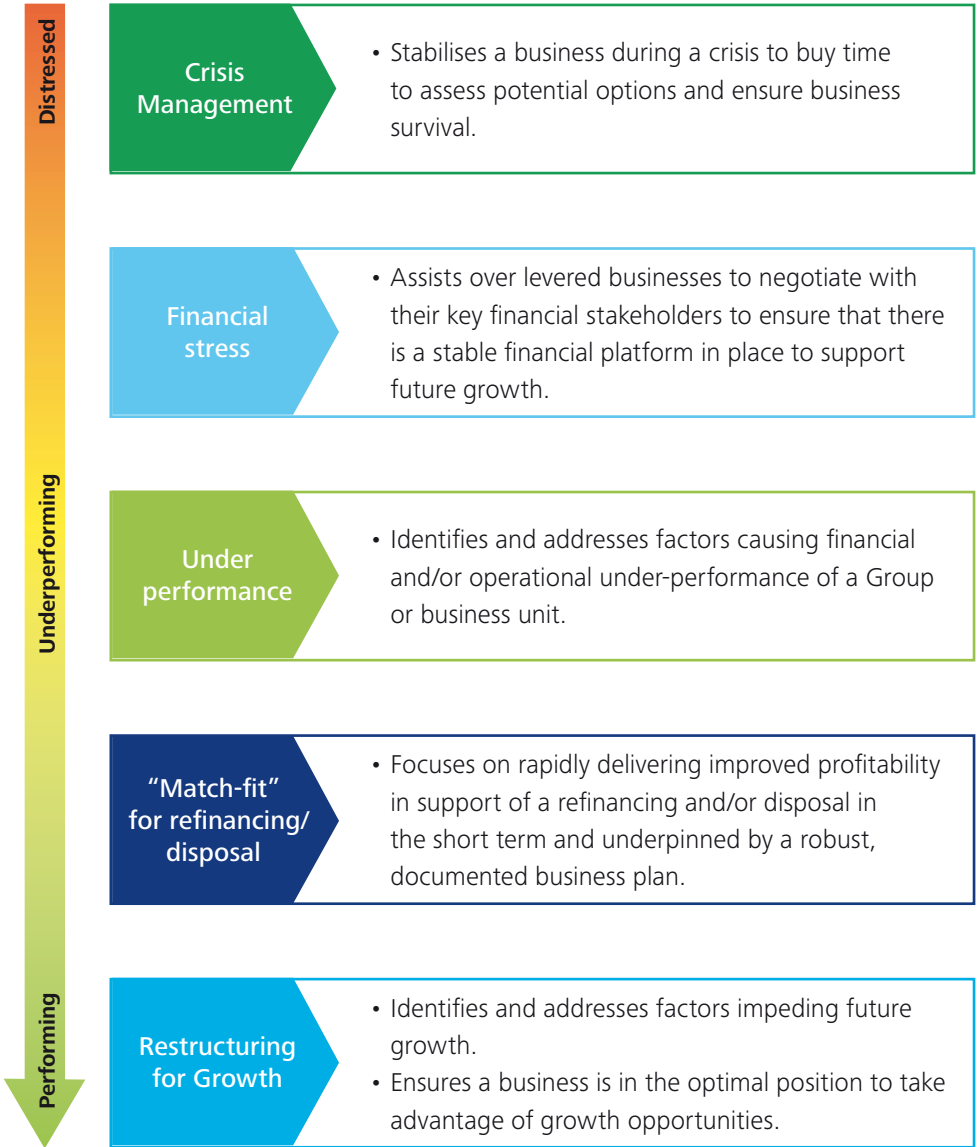 Distressed
Crisis
Management
• Stabilises a business during a crisis to buy time
to assess potential options and ensure business
survival.
Financial
stress
• Assists over levered businesses to negotiate with
their key financial stakeholders to ensure that there
is a stable financial platform in place to support
future growth.
Underperforming
Under
performance
• Identifies and addresses factors causing financial
and/or operational under-performance of a Group
or business unit.
“Match-fit”
for refinancing/
disposal
• Focuses on rapidly delivering improved profitability
in support of a refinancing and/or disposal in
the short term and underpinned by a robust,
documented business plan.
Performing
Restructuring
for Growth
• Identifies and addresses factors impeding future
growth.
• Ensures a business is in the optimal position to take
advantage of growth opportunities.